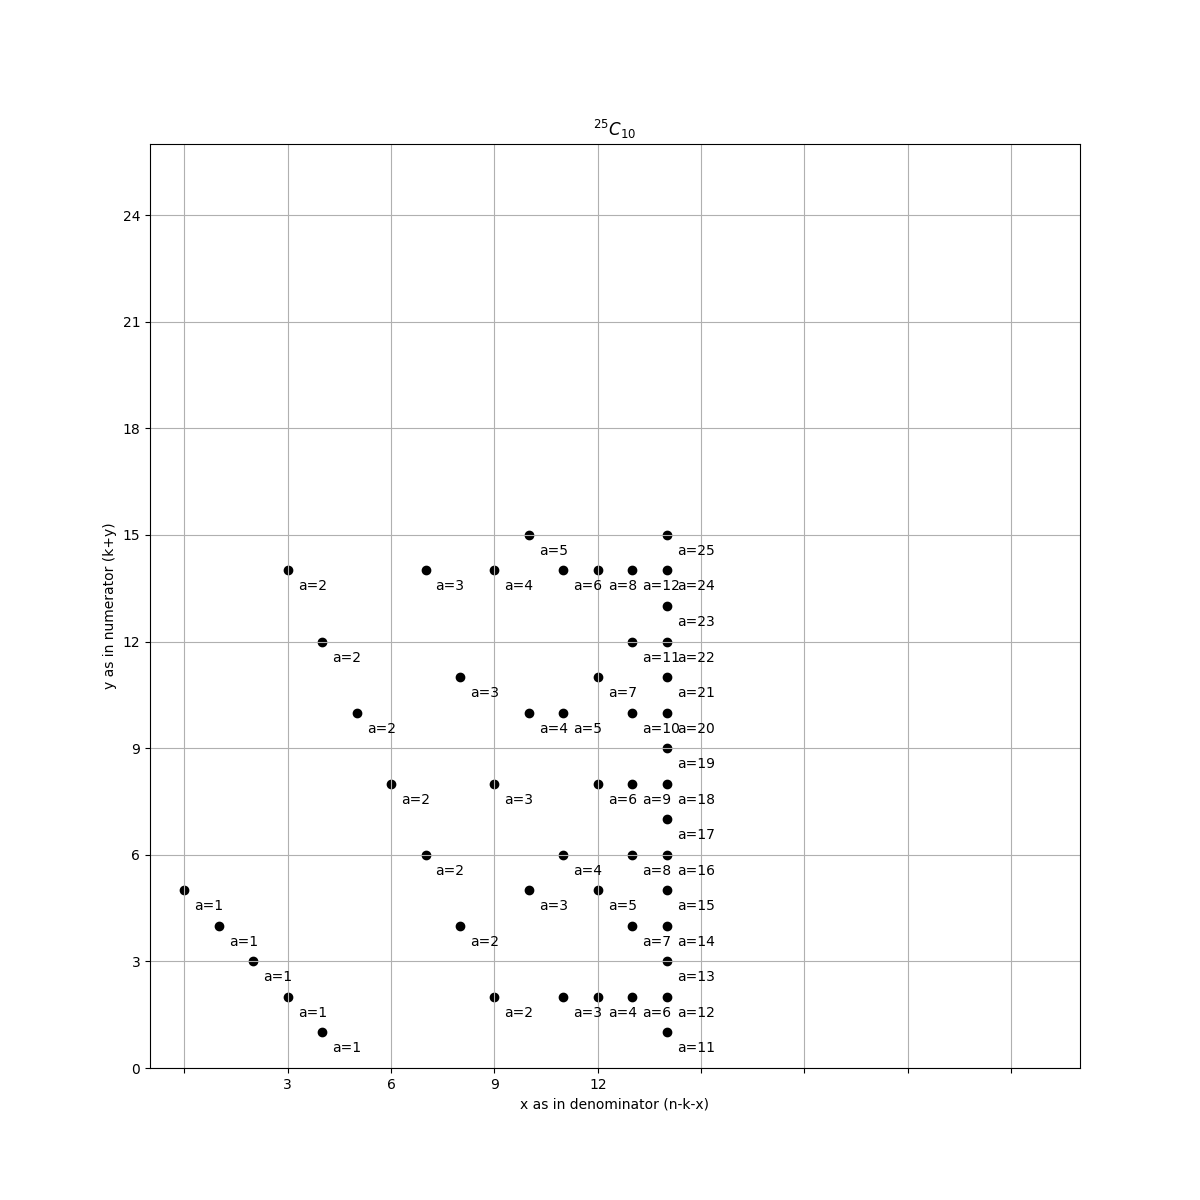 $^{25}C_{10}$
24
21
18
15
a=5 a=25
a=2 a=3 a=4 a=6 a=8 a=12 a=24
a=23
12
a=2 a=11 a=22
a=3 a=7 a=21
a=2 a=4 a=5 a=10 a=20
9
a=19
a=2 a=3 a=6 a=9 a=18
a=17
6
a=2 a=4 a=8 a=16
a=1 a=3 a=5 a=15
a=1 a=2 a=7 a=14
3
a=1 a=13
a=1 a=2 a=3 a=4 a=6 a=12
a=1 a=11
0
y as in numerator (k+y)
3 6 9 12
x as in denominator (n-k-x)